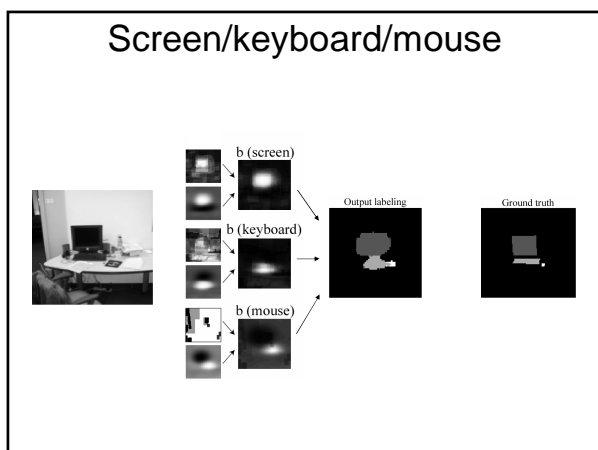 Screen/keyboard/mouse
b (screen)
Output labeling
Ground truth
b (keyboard)
b (mouse)